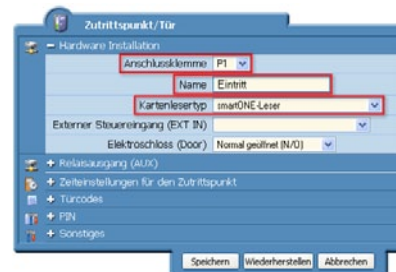 Zutrittspunkt/Tür
Hardware Installation
Anschlussklemme P1
Name Eintritt
Kartenlesertyp smartONE-Leser
Externer Steuereingang (EXT IN)
Elektroschloss (Door) Normal geöffnet (N/O)
+ Relaisausgang (AUX)
+ Zeiteinstellungen für den Zutrittspunkt
+ Türcodes
+ PIN
+ Sonstiges
Speichern Wiederherstellen Abbrechen